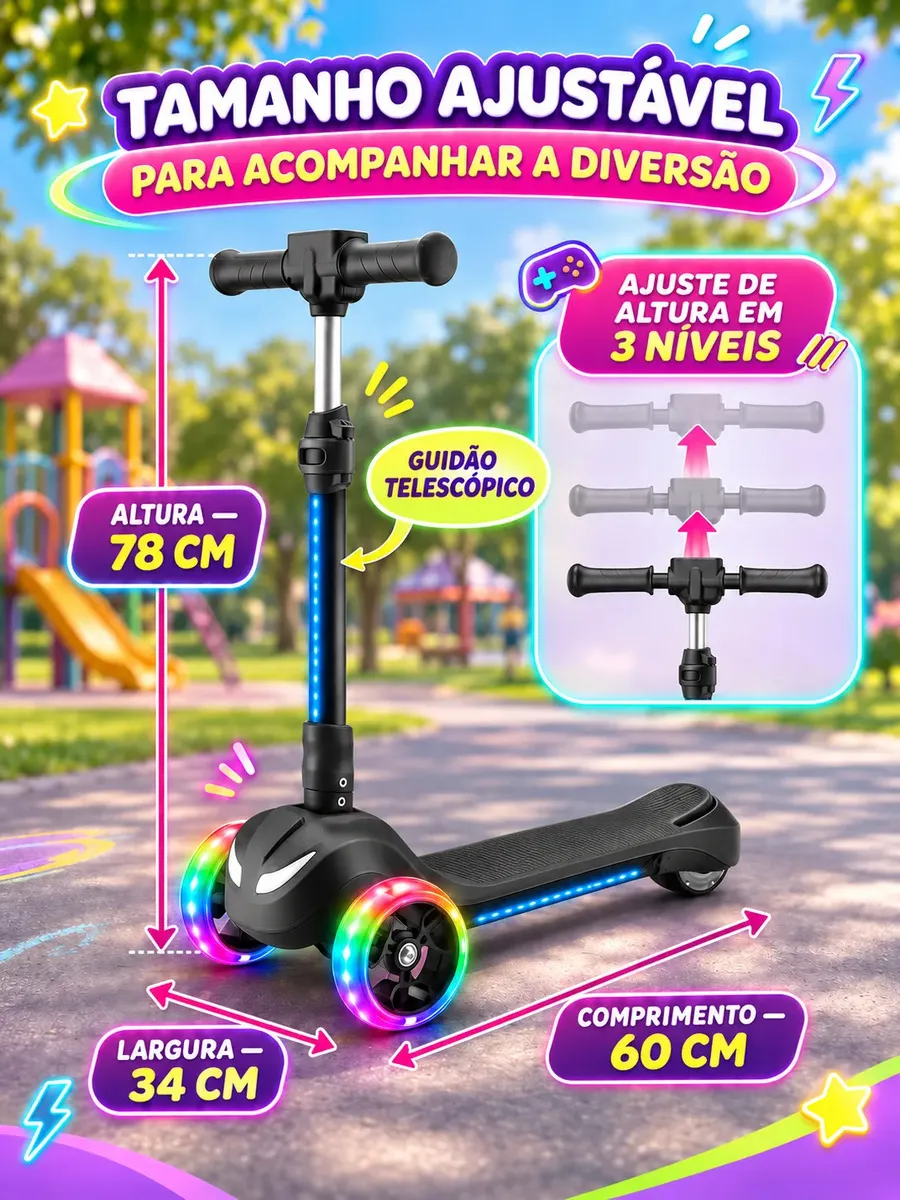 TAMANHO AJUSTÁVEL
PARA ACOMPANHAR A DIVERSÃO
AJUSTE DE
ALTURA EM
3 NÍVEIS
GUIDÃO
TELESCÓPICO
ALTURA —
78 CM
LARGURA —
34 CM
COMPRIMENTO —
60 CM